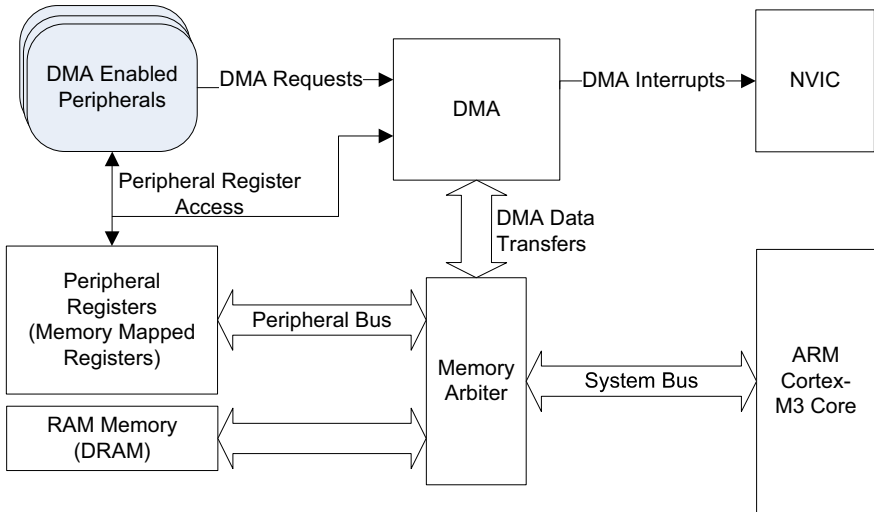 DMA Enabled
Peripherals
DMA Requests
DMA
DMA Interrupts
NVIC
Peripheral Register
Access
DMA Data
Transfers
Peripheral
Registers
(Memory Mapped
Registers)
Peripheral Bus
Memory
Arbiter
System Bus
ARM
Cortex-
M3 Core
RAM Memory
(DRAM)